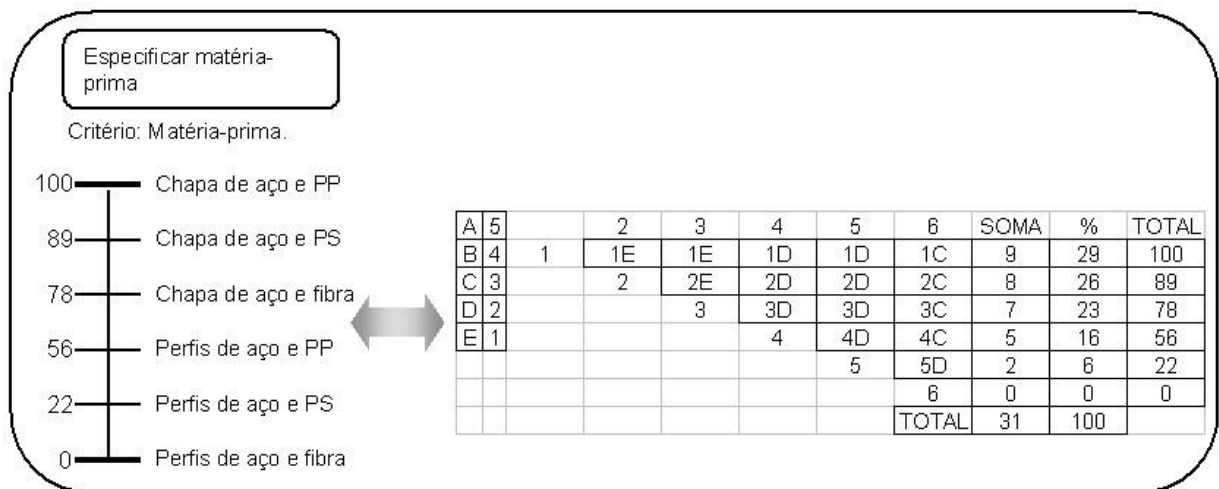 Especificar matéria-
prima
Critério: Matéria-prima.
100 Chapa de aço e PP
89 Chapa de aço e PS
78 Chapa de aço e fibra
56 Perfis de aço e PP
22 Perfis de aço e PS
0 Perfis de aço e fibra
A 5 2 3 4 5 6 SOMA % TOTAL
B 4 1 1E 1E 1D 1D 1C 9 29 100
C 3 2 2E 2D 2D 2C 8 26 89
D 2 3 3D 3D 3C 7 23 78
E 1 4 4D 4C 5 16 56
5 5D 2 6 22
6 0 0 0
TOTAL 31 100